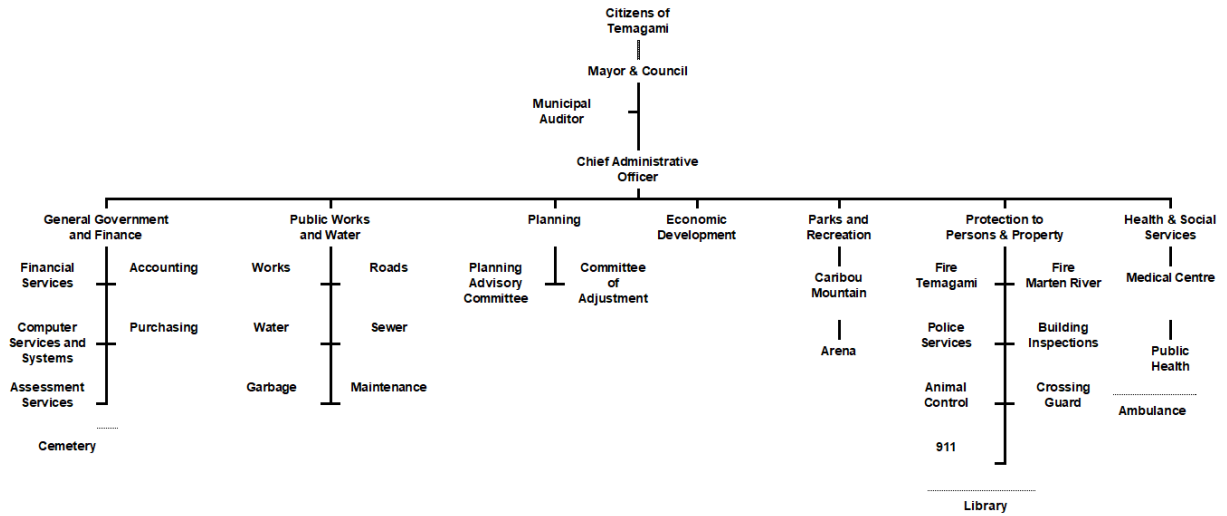 Citizens of
Temagami
Mayor & Council
Municipal
Auditor
Chief Administrative
Officer
General Government
and Finance
Public Works
and Water
Planning
Economic
Development
Parks and
Recreation
Protection to
Persons & Property
Health & Social
Services
Financial
Services
Accounting
Works
Roads
Planning
Advisory
Committee
Committee
of
Adjustment
Caribou
Mountain
Fire
Temagami
Fire
Marten River
Medical Centre
Computer
Services and
Systems
Purchasing
Water
Sewer
Arena
Police
Services
Building
Inspections
Public
Health
Assessment
Services
Garbage
Maintenance
Animal
Control
Crossing
Guard
Ambulance
Cemetery
911
Library